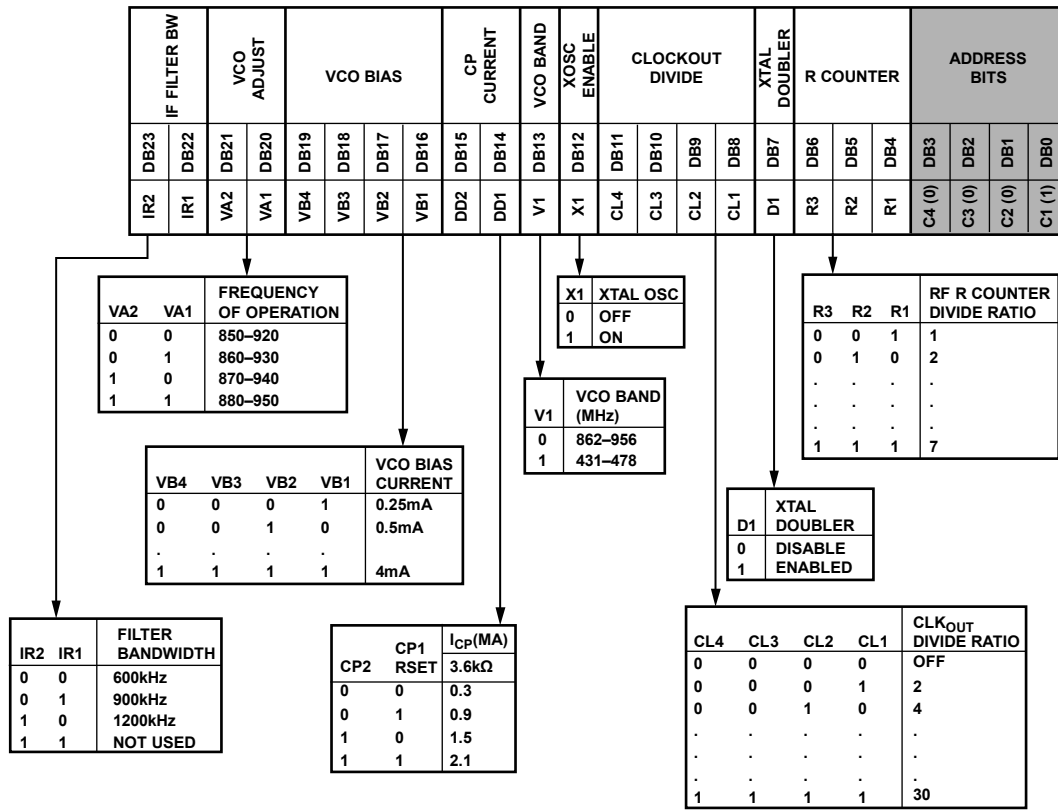 IF FILTER BW
VCO ADJUST
VCO BIAS
CP CURRENT
VCO BAND
XOSC ENABLE
CLOCKOUT DIVIDE
XTAL DOUBLER
R COUNTER
ADDRESS BITS
DB23 DB22 DB21 DB20 DB19 DB18 DB17 DB16 DB15 DB14 DB13 DB12 DB11 DB10 DB9 DB8 DB7 DB6 DB5 DB4 DB3 DB2 DB1 DB0
IR2 IR1 VA2 VA1 VB4 VB3 VB2 VB1 DD2 DD1 V1 X1 CL4 CL3 CL2 CL1 D1 R3 R2 R1 C4 (0) C3 (0) C2 (0) C1 (1)
VA2 VA1 FREQUENCY OF OPERATION
0 0 850–920
0 1 860–930
1 0 870–940
1 1 880–950
X1 XTAL OSC
0 OFF
1 ON
R3 R2 R1 RF R COUNTER DIVIDE RATIO
0 0 1 1
0 1 0 2
. . . .
. . . .
. . . .
1 1 1 7
V1 VCO BAND (MHz)
0 862–956
1 431–478
VB4 VB3 VB2 VB1 VCO BIAS CURRENT
0 0 0 1 0.25mA
0 0 1 0 0.5mA
. . . .
1 1 1 1 4mA
D1 XTAL DOUBLER
0 DISABLE
1 ENABLED
IR2 IR1 FILTER BANDWIDTH
0 0 600kHz
0 1 900kHz
1 0 1200kHz
1 1 NOT USED
CP2 CP1 RSET ICP(MA) 3.6kΩ
0 0 0.3
0 1 0.9
1 0 1.5
1 1 2.1
CL4 CL3 CL2 CL1 CLKOUT DIVIDE RATIO
0 0 0 0 OFF
0 0 0 1 2
0 0 1 0 4
. . . . .
. . . . .
. . . . .
1 1 1 1 30